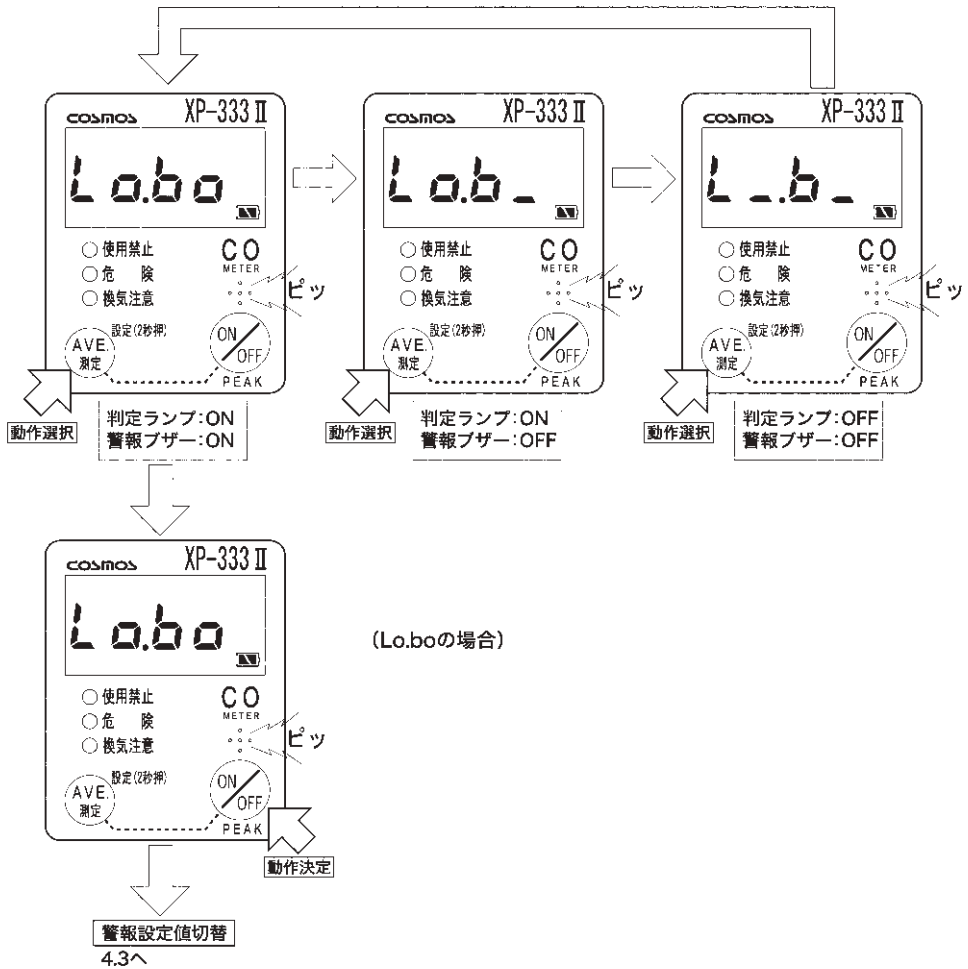 cosmos XP-333 II
Lo.bo
使用禁止
危 険
換気注意
CO
METER
ピッ
設定(2秒押)
AVE.
測定
ON
OFF
PEAK
動作選択
判定ランプ:ON
警報ブザー:ON
cosmos XP-333 II
Lo.b_
使用禁止
危 険
換気注意
CO
METER
ピッ
設定(2秒押)
AVE.
測定
ON
OFF
PEAK
動作選択
判定ランプ:ON
警報ブザー:OFF
cosmos XP-333 II
L_.b_
使用禁止
危 険
換気注意
CO
METER
ピッ
設定(2秒押)
AVE.
測定
ON
OFF
PEAK
動作選択
判定ランプ:OFF
警報ブザー:OFF
cosmos XP-333 II
Lo.bo
使用禁止
危 険
換気注意
CO
METER
ピッ
設定(2秒押)
AVE.
測定
ON
OFF
PEAK
動作決定
(Lo.boの場合)
警報設定値切替
4.3へ